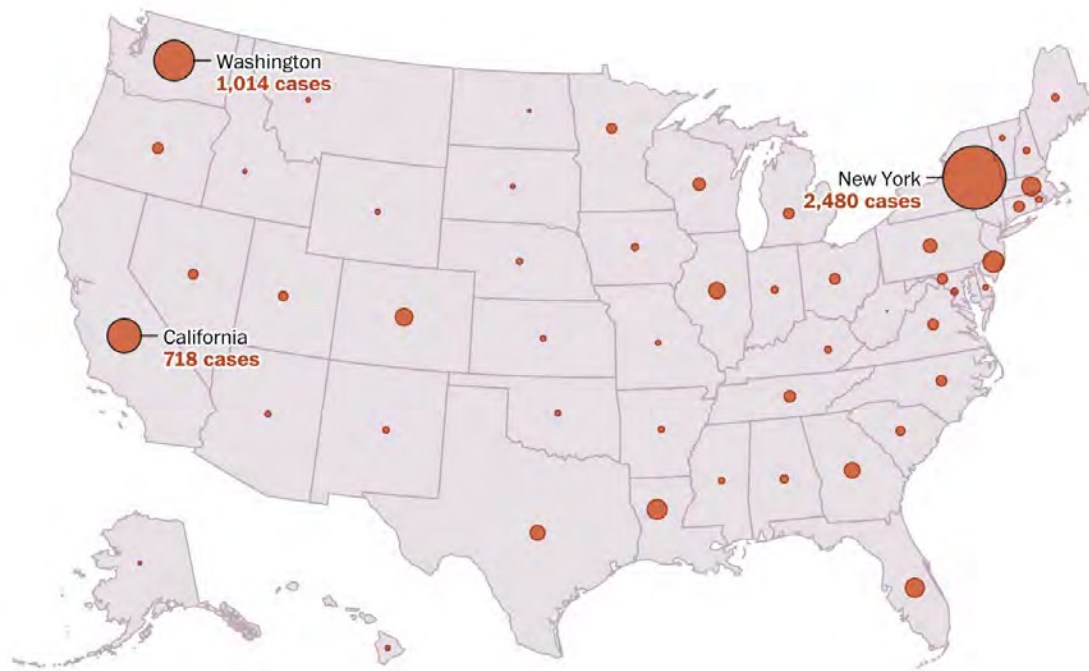 Washington
1,014 cases
New York
2,480 cases
California
718 cases